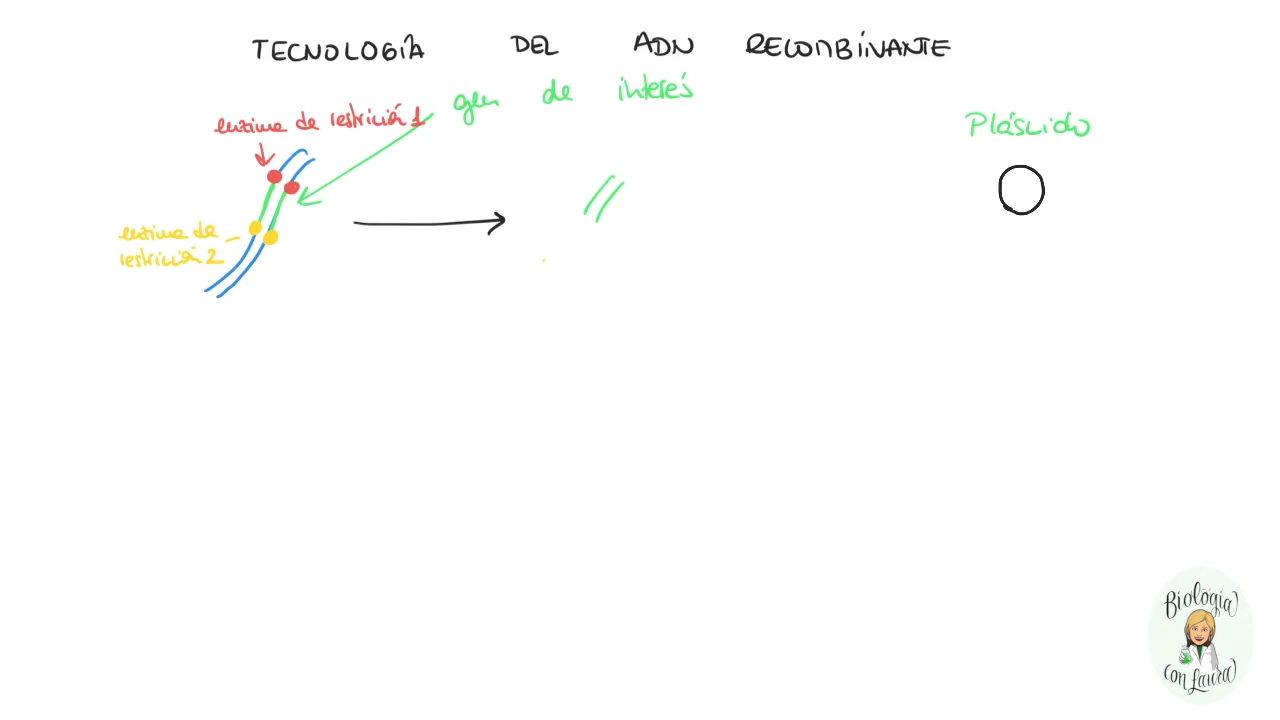 TECNOLOGÍA DEL ADN RECOMBINANTE
gen de interés
enzima de restricción 1
Plásmido
enzima de
restricción 2
Biología
con Laura